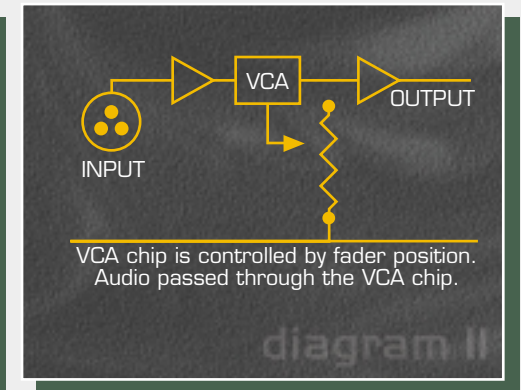 VCA
OUTPUT
INPUT
VCA chip is controlled by fader position.
Audio passed through the VCA chip.
diagram II